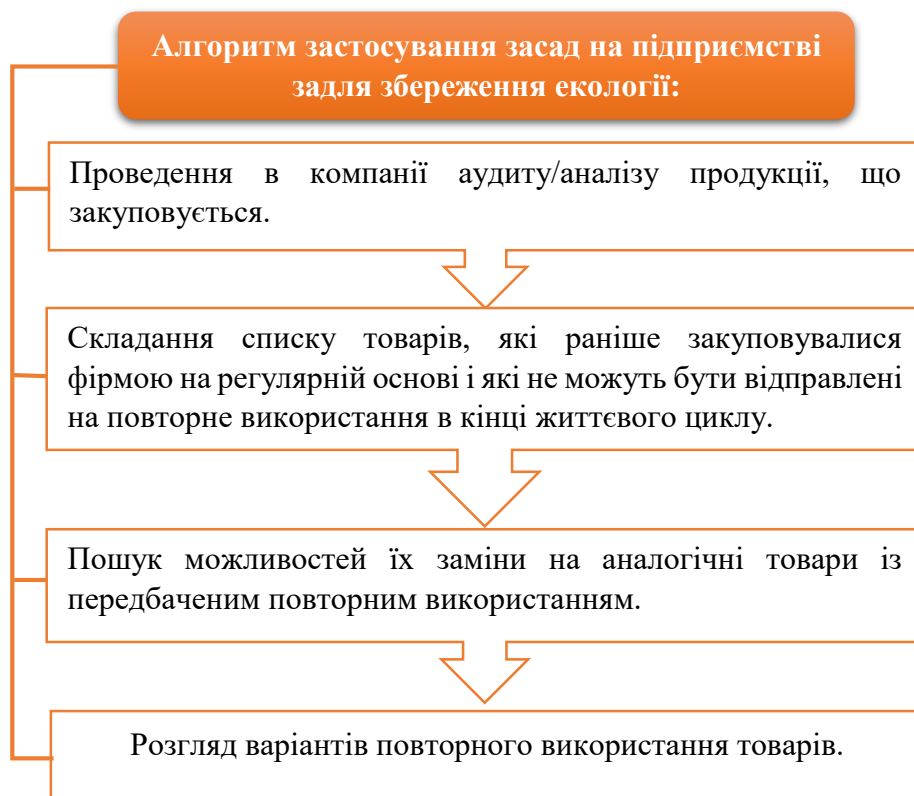 Алгоритм застосування засад на підприємстві
задля збереження екології:
Проведення в компанії аудиту/аналізу продукції, що
закуповується.
Складання списку товарів, які раніше закуповувалися
фірмою на регулярній основі і які не можуть бути відправлені
на повторне використання в кінці життєвого циклу.
Пошук можливостей їх заміни на аналогічні товари із
передбаченим повторним використанням.
Розгляд варіантів повторного використання товарів.